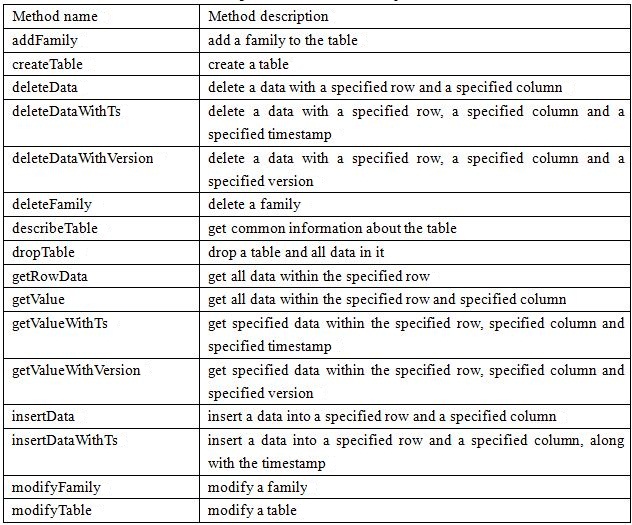 Method name Method description
addFamily add a family to the table
createTable create a table
deleteData delete a data with a specified row and a specified column
deleteDataWithTs delete a data with a specified row, a specified column and a
specified timestamp
deleteDataWithVersion delete a data with a specified row, a specified column and a
specified version
deleteFamily delete a family
describeTable get common information about the table
dropTable drop a table and all data in it
getRowData get all data within the specified row
getValue get all data within the specified row and specified column
getValueWithTs get specified data within the specified row, specified column and
specified timestamp
getValueWithVersion get specified data within the specified row, specified column and
specified version
insertData insert a data into a specified row and a specified column
insertDataWithTs insert a data into a specified row and a specified column, along
with the timestamp
modifyFamily modify a family
modifyTable modify a table